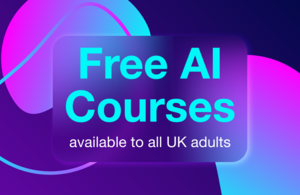 Free AI
Courses
available to all UK adults